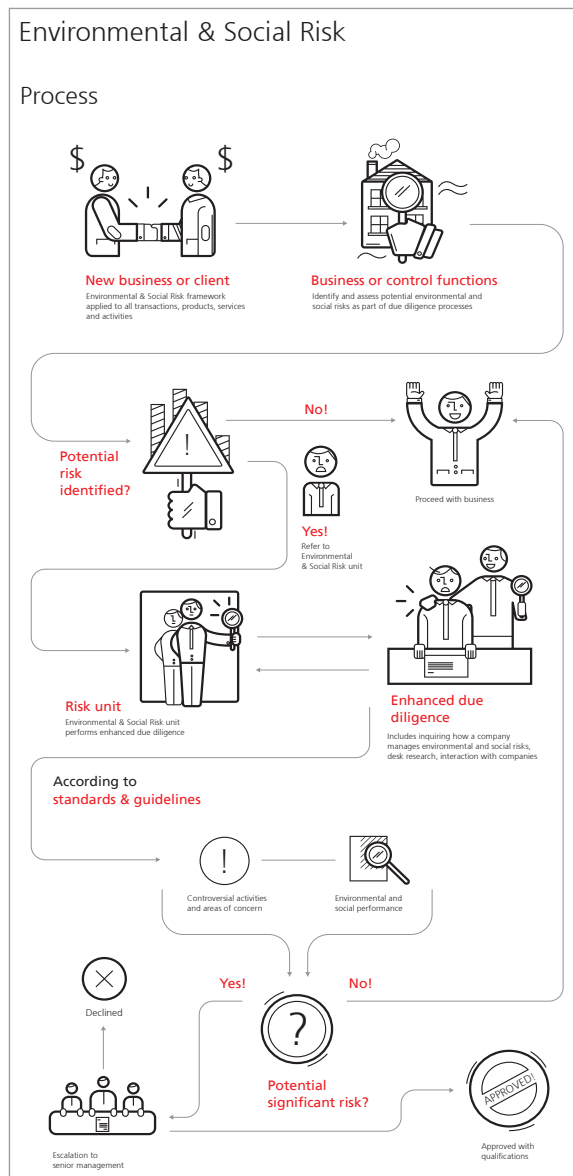 Environmental & Social Risk
Process
$
$
New business or client
Environmental & Social Risk framework
applied to all transactions, products, services
and activities
Business or control functions
Identify and assess potential environmental and
social risks as part of due diligence processes
!
Potential
risk
identified?
No!
Proceed with business
Yes!
Refer to
Environmental
& Social Risk unit
Risk unit
Environmental & Social Risk unit
performs enhanced due diligence
Enhanced due
diligence
Includes inquiring how a company
manages environmental and social risks,
desk research, interaction with companies
According to
standards & guidelines
!
Controversial activities
and areas of concern
Environmental and
social performance
Yes!
No!
?
Potential
significant risk?
Declined
Escalation to
senior management
APPROVED!
Approved with
qualifications